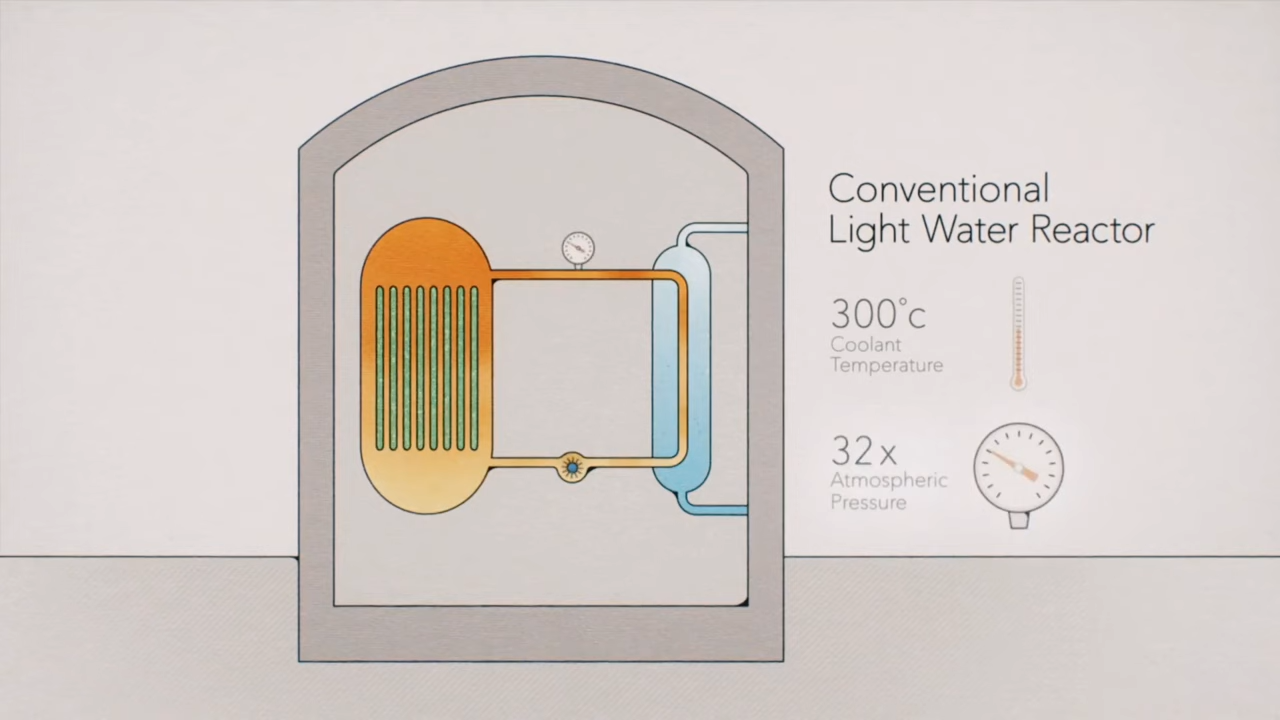 Conventional
Light Water Reactor
300°c
Coolant
Temperature
32x
Atmospheric
Pressure